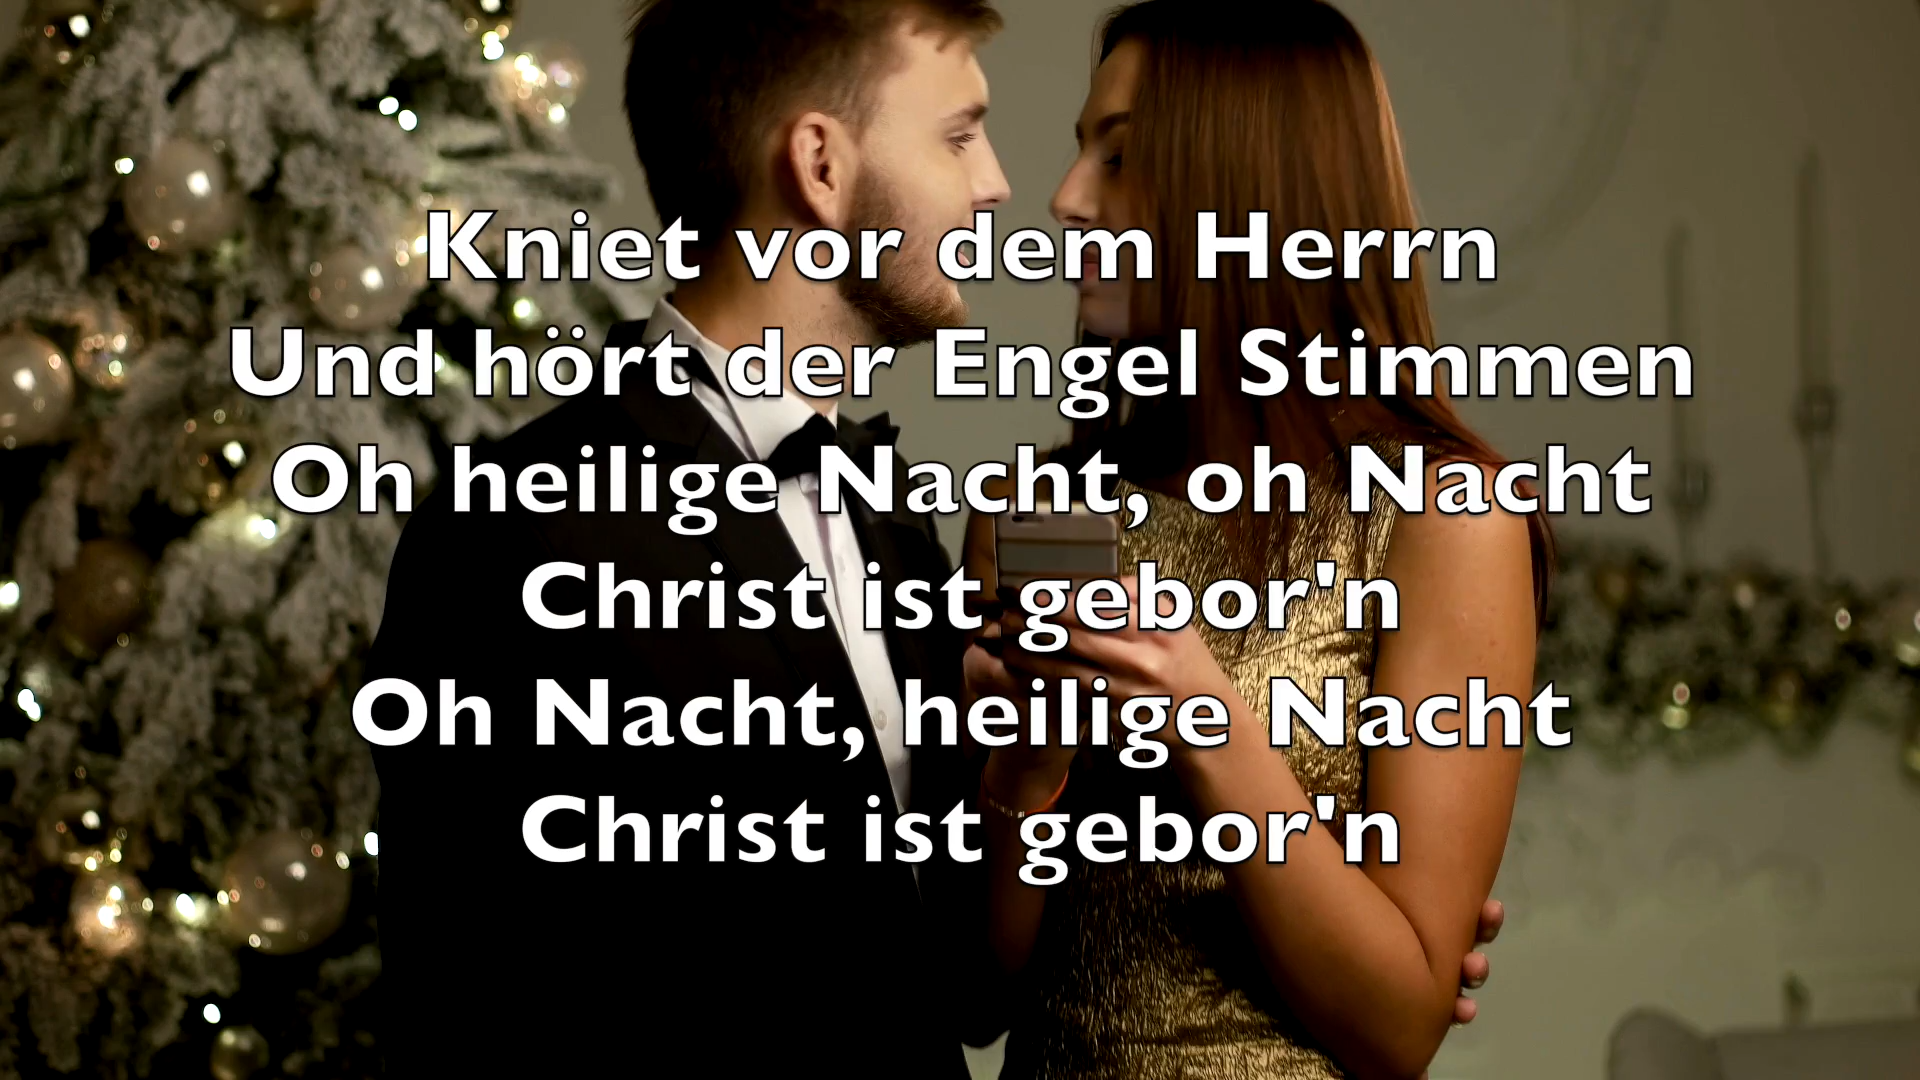 Kniet vor dem Herrn
Und hört der Engel Stimmen
Oh heilige Nacht, oh Nacht
Christ ist gebor'n
Oh Nacht, heilige Nacht
Christ ist gebor'n